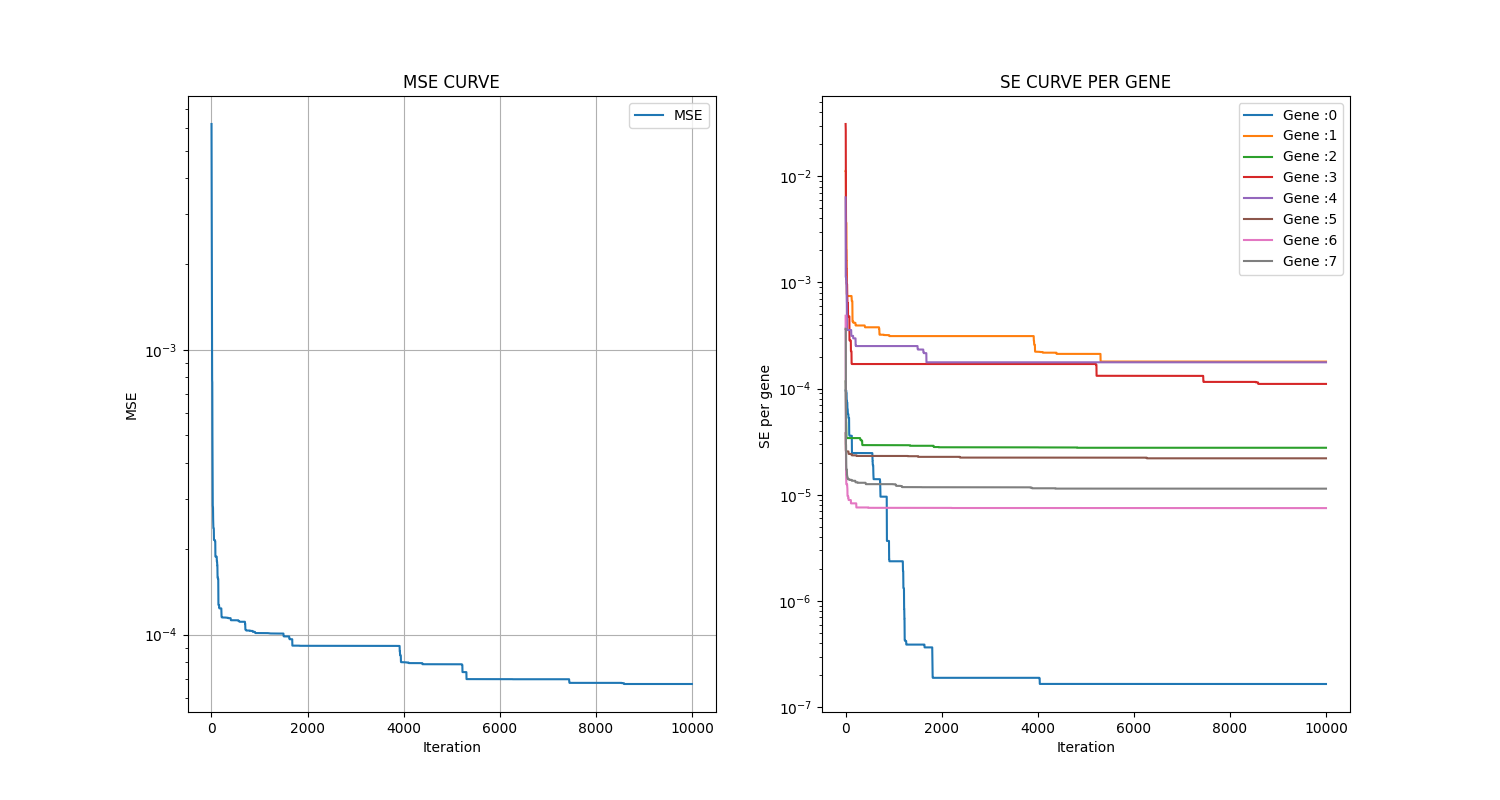 MSE CURVE
MSE
10⁻³
10⁻⁴
MSE
0
2000
4000
6000
8000
10000
Iteration
SE CURVE PER GENE
Gene :0
Gene :1
Gene :2
Gene :3
Gene :4
Gene :5
Gene :6
Gene :7
10⁻²
10⁻³
10⁻⁴
10⁻⁵
10⁻⁶
10⁻⁷
SE per gene
0
2000
4000
6000
8000
10000
Iteration